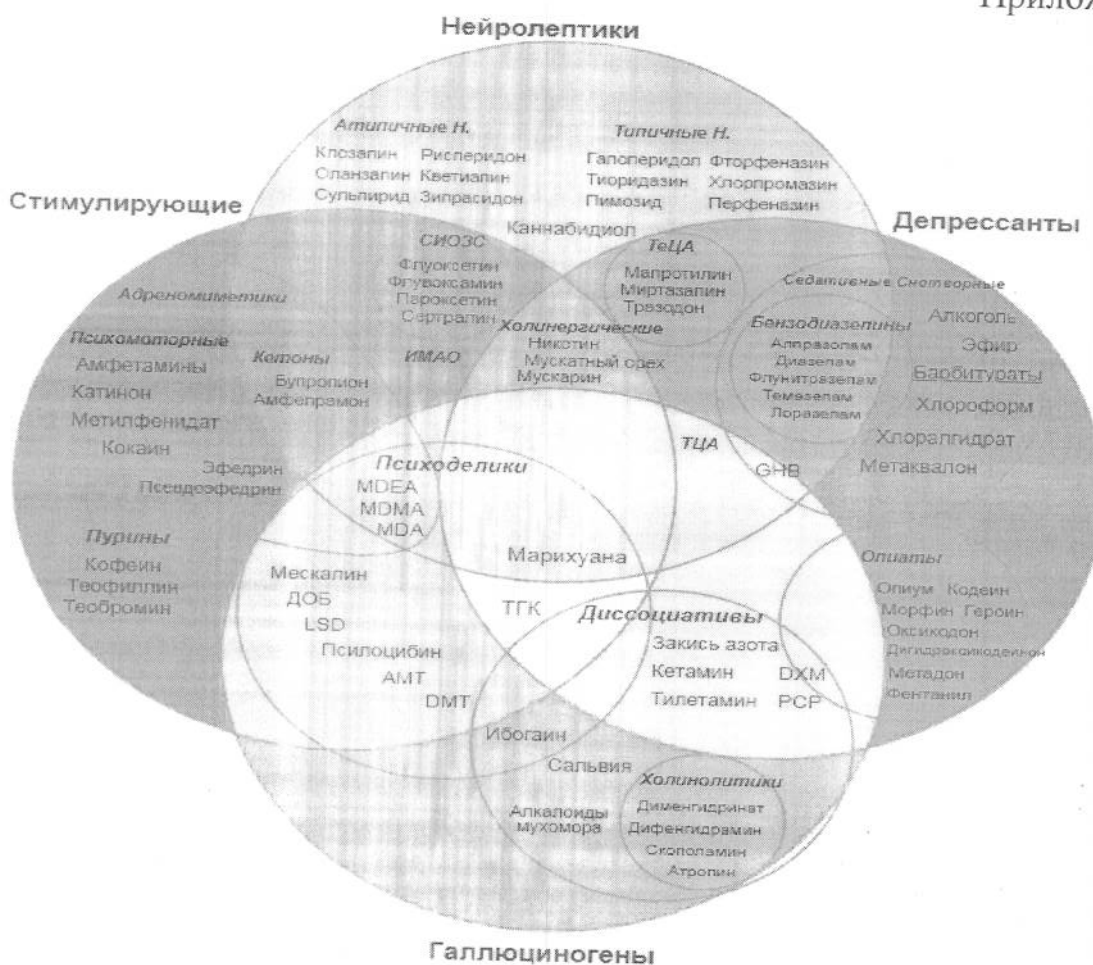 Прилож
Нейролептики
Атипичные Н.
Клозапин Рисперидон
Оланзапин Кветиапин
Сульпирид Зипрасидон
Типичные Н.
Галоперидол Фторфеназин
Тиоридазин Хлорпромазин
Пимозид Перфеназин
Каннабидиол
Стимулирующие
Депрессанты
СИОЗС
Флуоксетин
Флувоксамин
Пароксетин
Сертралин
ТеЦА
Мапротилин
Миртазапин
Тразодон
Седативные Снотворные
Адреномиметики
Психомоторные
Амфетамины
Катинон
Метилфенидат
Кокаин
Эфедрин
Псевдоэфедрин
Кетоны
Бупропион
Амфепрамон
ИМАО
Холинергические
Никотин
Мускатный орех
Мускарин
Бензодиазепины
Алпразолам
Диазепам
Флунитразепам
Темазепам
Лоразепам
Алкоголь
Эфир
Барбитураты
Хлороформ
Хлоралгидрат
Метаквалон
ТЦА
GHB
Психоделики
MDEA
MDMA
MDA
Пурины
Кофеин
Теофиллин
Теобромин
Марихуана
ТГК
Мескалин
ДОБ
LSD
Псилоцибин
АМТ
DMT
Опиаты
Опиум Кодеин
Морфин Героин
Оксикодон
Дигидроксикодеинон
Метадон
Фентанил
Диссоциативы
Закись азота
Кетамин DXM
Тилетамин PCP
Ибогаин
Сальвия
Алкалоиды
мухомора
Холинолитики
Дименгидринат
Дифенгидрамин
Скополамин
Атропин
Галлюциногены